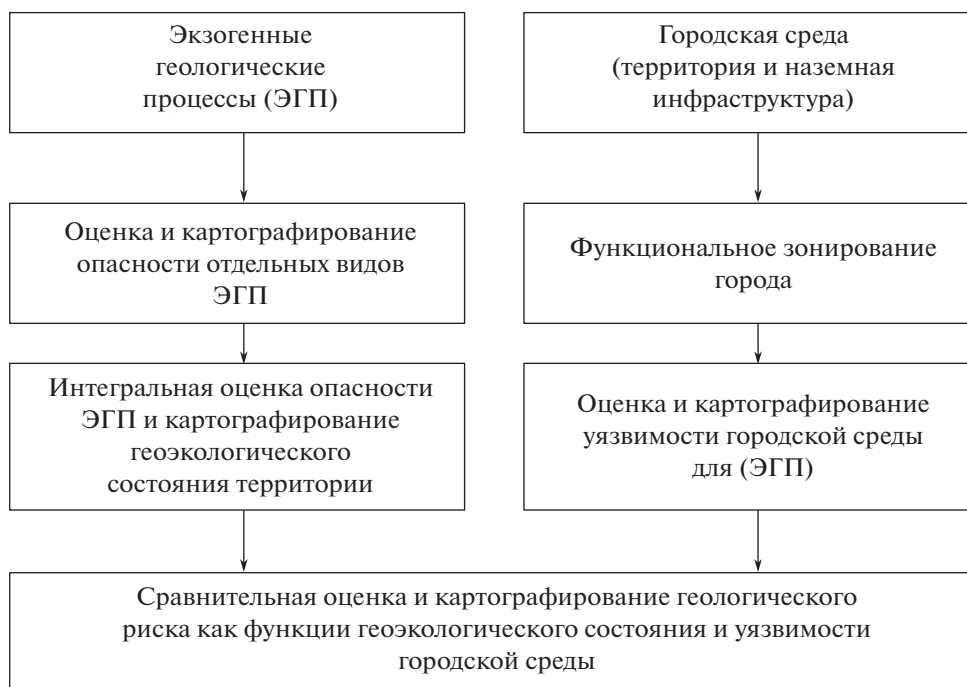 Экзогенные
геологические
процессы (ЭГП)
Городская среда
(территория и наземная
инфраструктура)
Оценка и картографирование
опасности отдельных видов
ЭГП
Функциональное зонирование
города
Интегральная оценка опасности
ЭГП и картографирование
геоэкологического
состояния территории
Оценка и картографирование
уязвимости городской среды
для (ЭГП)
Сравнительная оценка и картографирование геологического
риска как функции геоэкологического состояния и уязвимости
городской среды